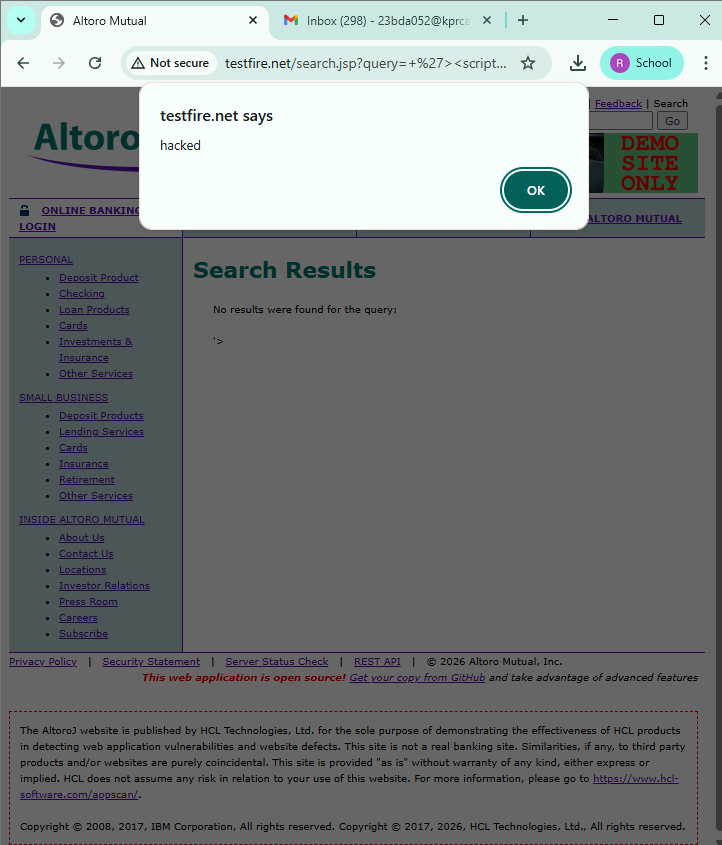 Altoro Mutual
Inbox (298) - 23bda052@kprca
Not secure
testfire.net/search.jsp?query=+%27><script...
School
R
testfire.net says
hacked
OK
| Feedback | Search
Go
AltoroJ
DEMO
SITE
ONLY
ONLINE BANKING
LOGIN
ALTORO MUTUAL
PERSONAL
Deposit Product
Checking
Loan Products
Cards
Investments &
Insurance
Other Services
SMALL BUSINESS
Deposit Products
Lending Services
Cards
Insurance
Retirement
Other Services
INSIDE ALTORO MUTUAL
About Us
Contact Us
Locations
Investor Relations
Press Room
Careers
Subscribe
Search Results
No results were found for the query:
'>
Privacy Policy | Security Statement | Server Status Check | REST API | © 2026 Altoro Mutual, Inc.
This web application is open source! Get your copy from GitHub and take advantage of advanced features
The AltoroJ website is published by HCL Technologies, Ltd. for the sole purpose of demonstrating the effectiveness of HCL products
in detecting web application vulnerabilities and website defects. This site is not a real banking site. Similarities, if any, to third party
products and/or websites are purely coincidental. This site is provided "as is" without warranty of any kind, either express or
implied. HCL does not assume any risk in relation to your use of this website. For more information, please go to https://www.hcl-
software.com/appscan/.
Copyright © 2008, 2017, IBM Corporation, All rights reserved. Copyright © 2017, 2026, HCL Technologies, Ltd., All rights reserved.